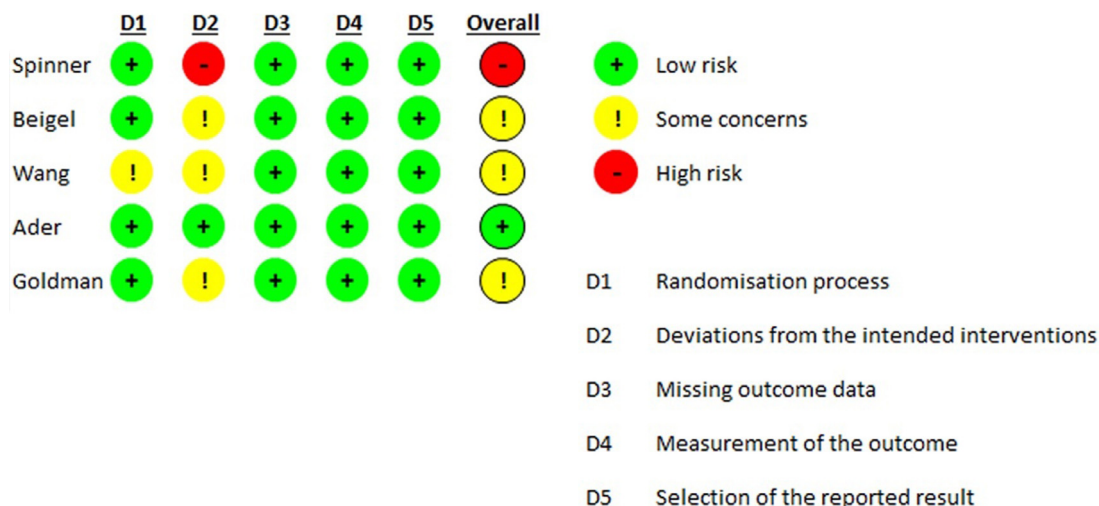 D1 D2 D3 D4 D5 Overall
Spinner + - + + + -
Beigel + ! + + + !
Wang ! ! + + + !
Ader + + + + + +
Goldman + ! + + + !
+ Low risk
! Some concerns
- High risk
D1 Randomisation process
D2 Deviations from the intended interventions
D3 Missing outcome data
D4 Measurement of the outcome
D5 Selection of the reported result